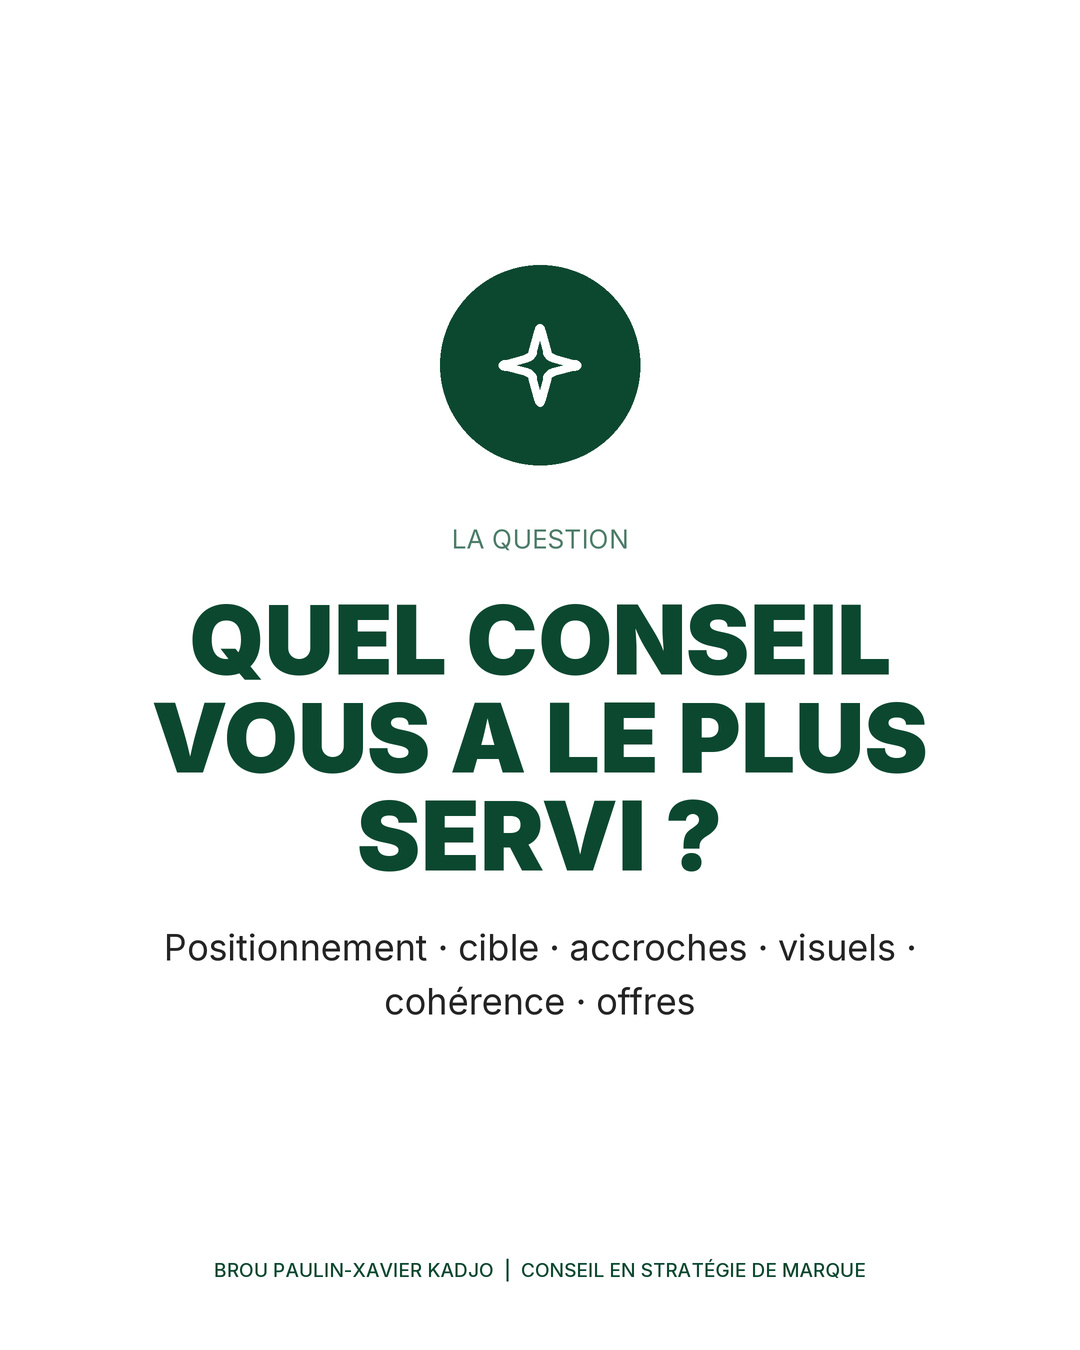 LA QUESTION
QUEL CONSEIL
VOUS A LE PLUS
SERVI ?
Positionnement · cible · accroches · visuels ·
cohérence · offres
BROU PAULIN-XAVIER KADJO | CONSEIL EN STRATÉGIE DE MARQUE